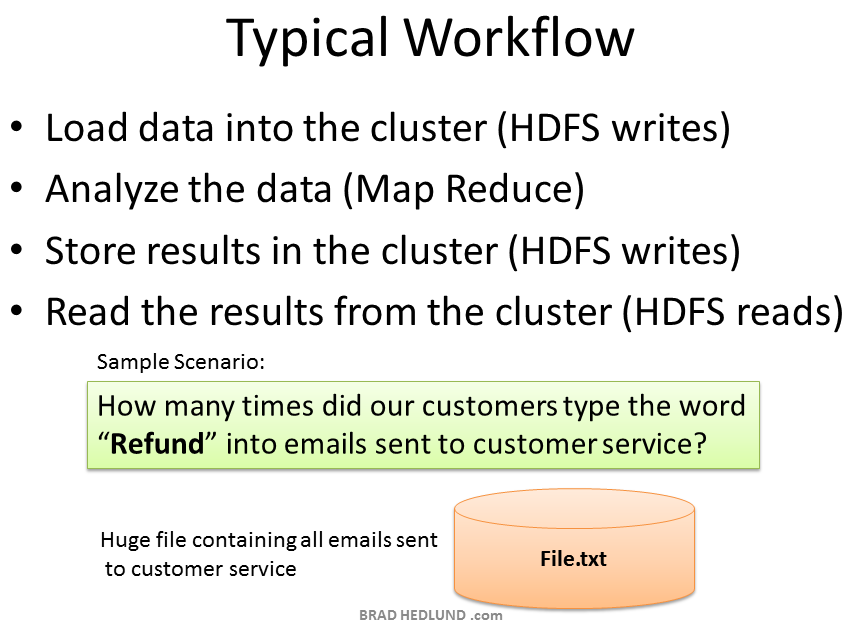 Typical Workflow
• Load data into the cluster (HDFS writes)
• Analyze the data (Map Reduce)
• Store results in the cluster (HDFS writes)
• Read the results from the cluster (HDFS reads)
Sample Scenario:
How many times did our customers type the word
“Refund” into emails sent to customer service?
Huge file containing all emails sent
to customer service
File.txt
BRAD HEDLUND .com